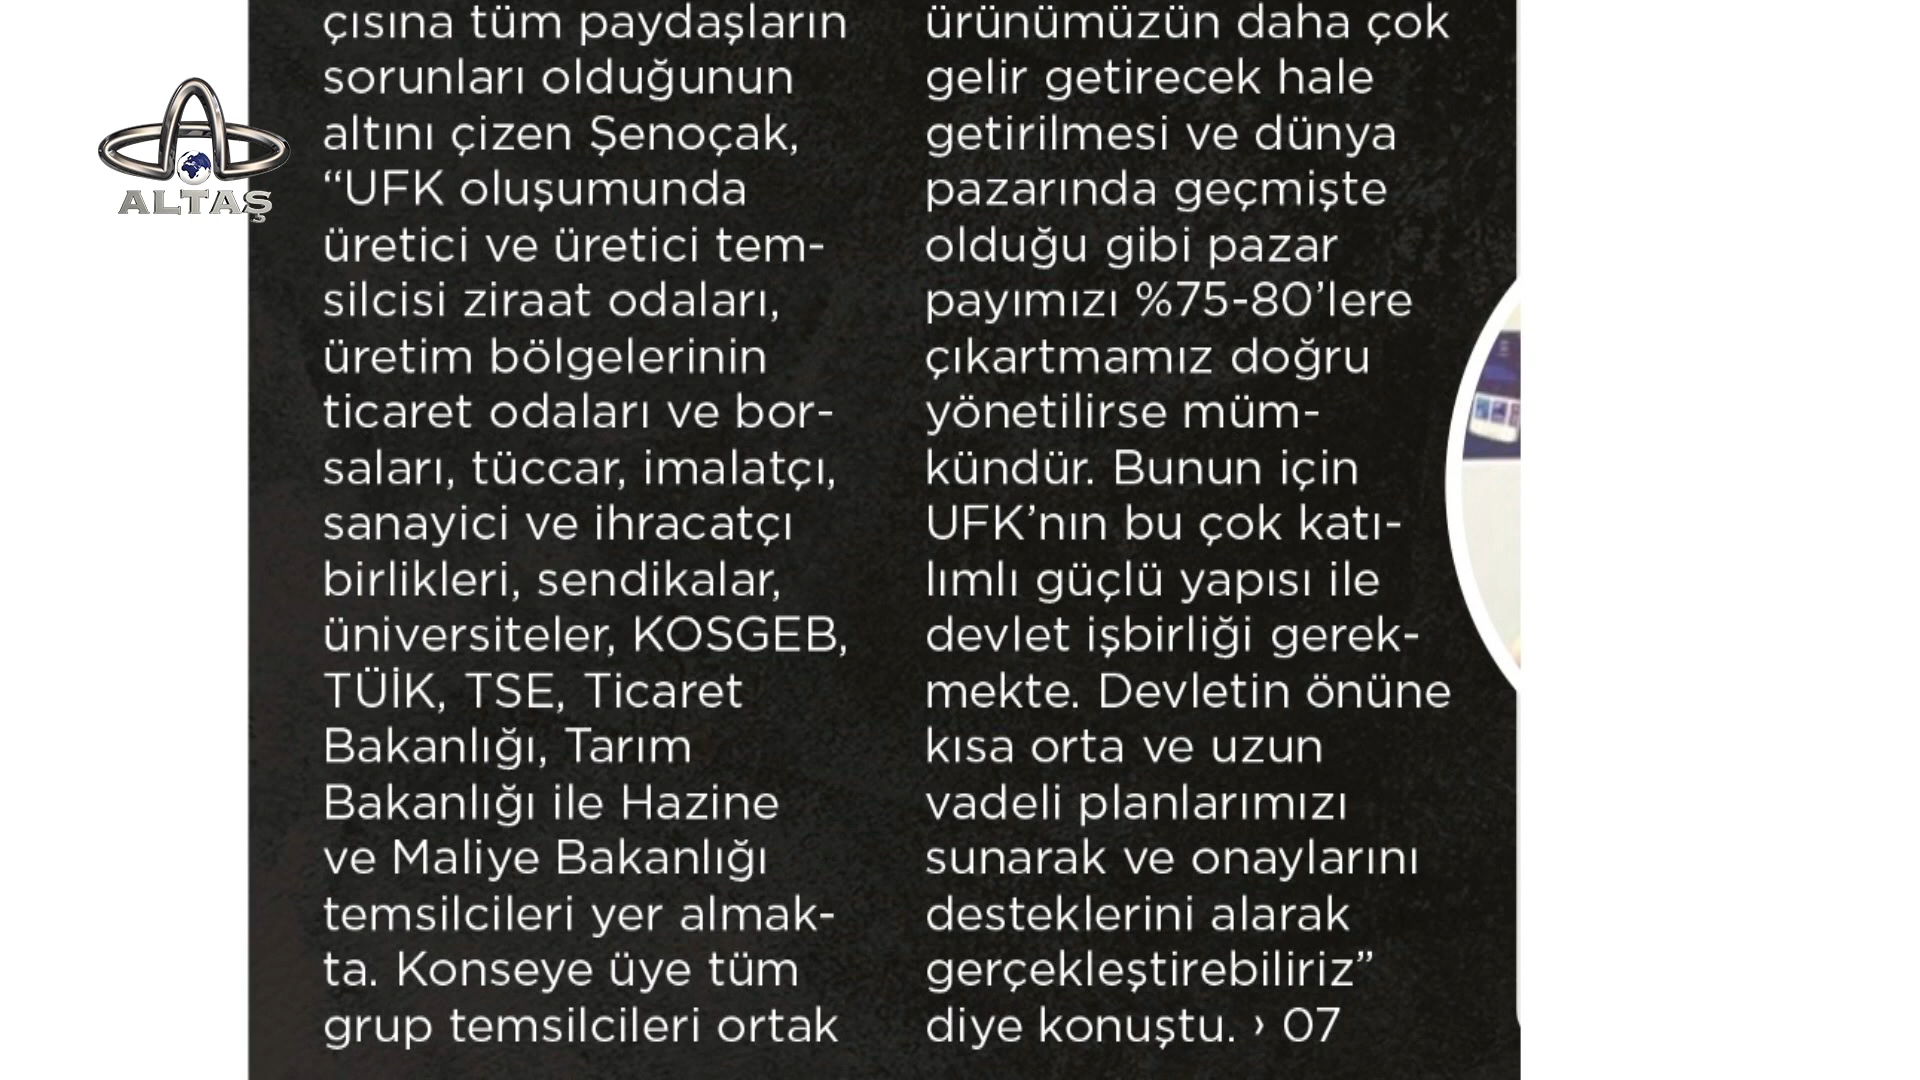 ALTAŞ
çısına tüm paydaşların
sorunları olduğunun
altını çizen Şenoçak,
“UFK oluşumunda
üretici ve üretici tem-
silcisi ziraat odaları,
üretim bölgelerinin
ticaret odaları ve bor-
saları, tüccar, imalatçı,
sanayici ve ihracatçı
birlikleri, sendikalar,
üniversiteler, KOSGEB,
TÜİK, TSE, Ticaret
Bakanlığı, Tarım
Bakanlığı ile Hazine
ve Maliye Bakanlığı
temsilcileri yer almak-
ta. Konseye üye tüm
grup temsilcileri ortak
ürünümüzün daha çok
gelir getirecek hale
getirilmesi ve dünya
pazarında geçmişte
olduğu gibi pazar
payımızı %75-80’lere
çıkartmamız doğru
yönetilirse müm-
kündür. Bunun için
UFK’nın bu çok katı-
lımlı güçlü yapısı ile
devlet işbirliği gerek-
mekte. Devletin önüne
kısa orta ve uzun
vadeli planlarımızı
sunarak ve onaylarını
desteklerini alarak
gerçekleştirebiliriz”
diye konuştu. › 07